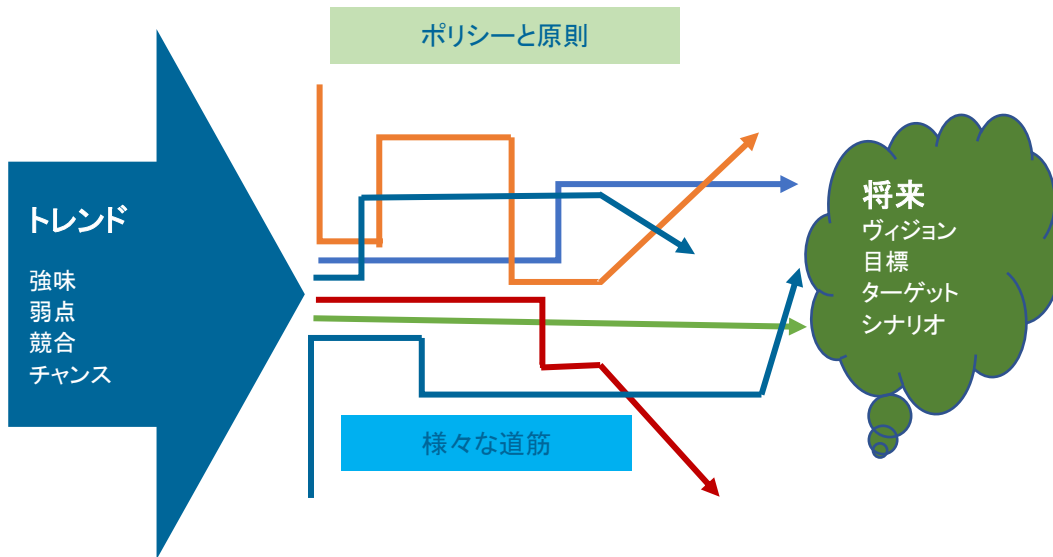 ポリシーと原則
トレンド
強味
弱点
競合
チャンス
将来
ヴィジョン
目標
ターゲット
シナリオ
様々な道筋